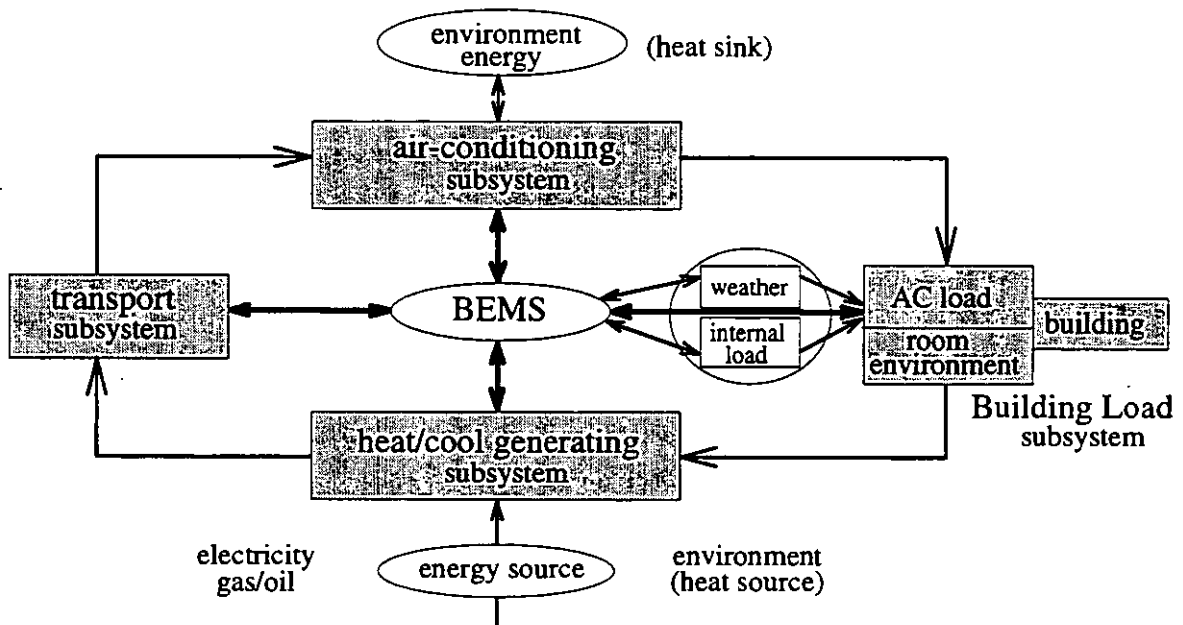 environment
energy
(heat sink)
air-conditioning
subsystem
transport
subsystem
BEMS
weather
internal
load
AC load
room
environment
building
Building Load
subsystem
heat/cool generating
subsystem
electricity
gas/oil
energy source
environment
(heat source)